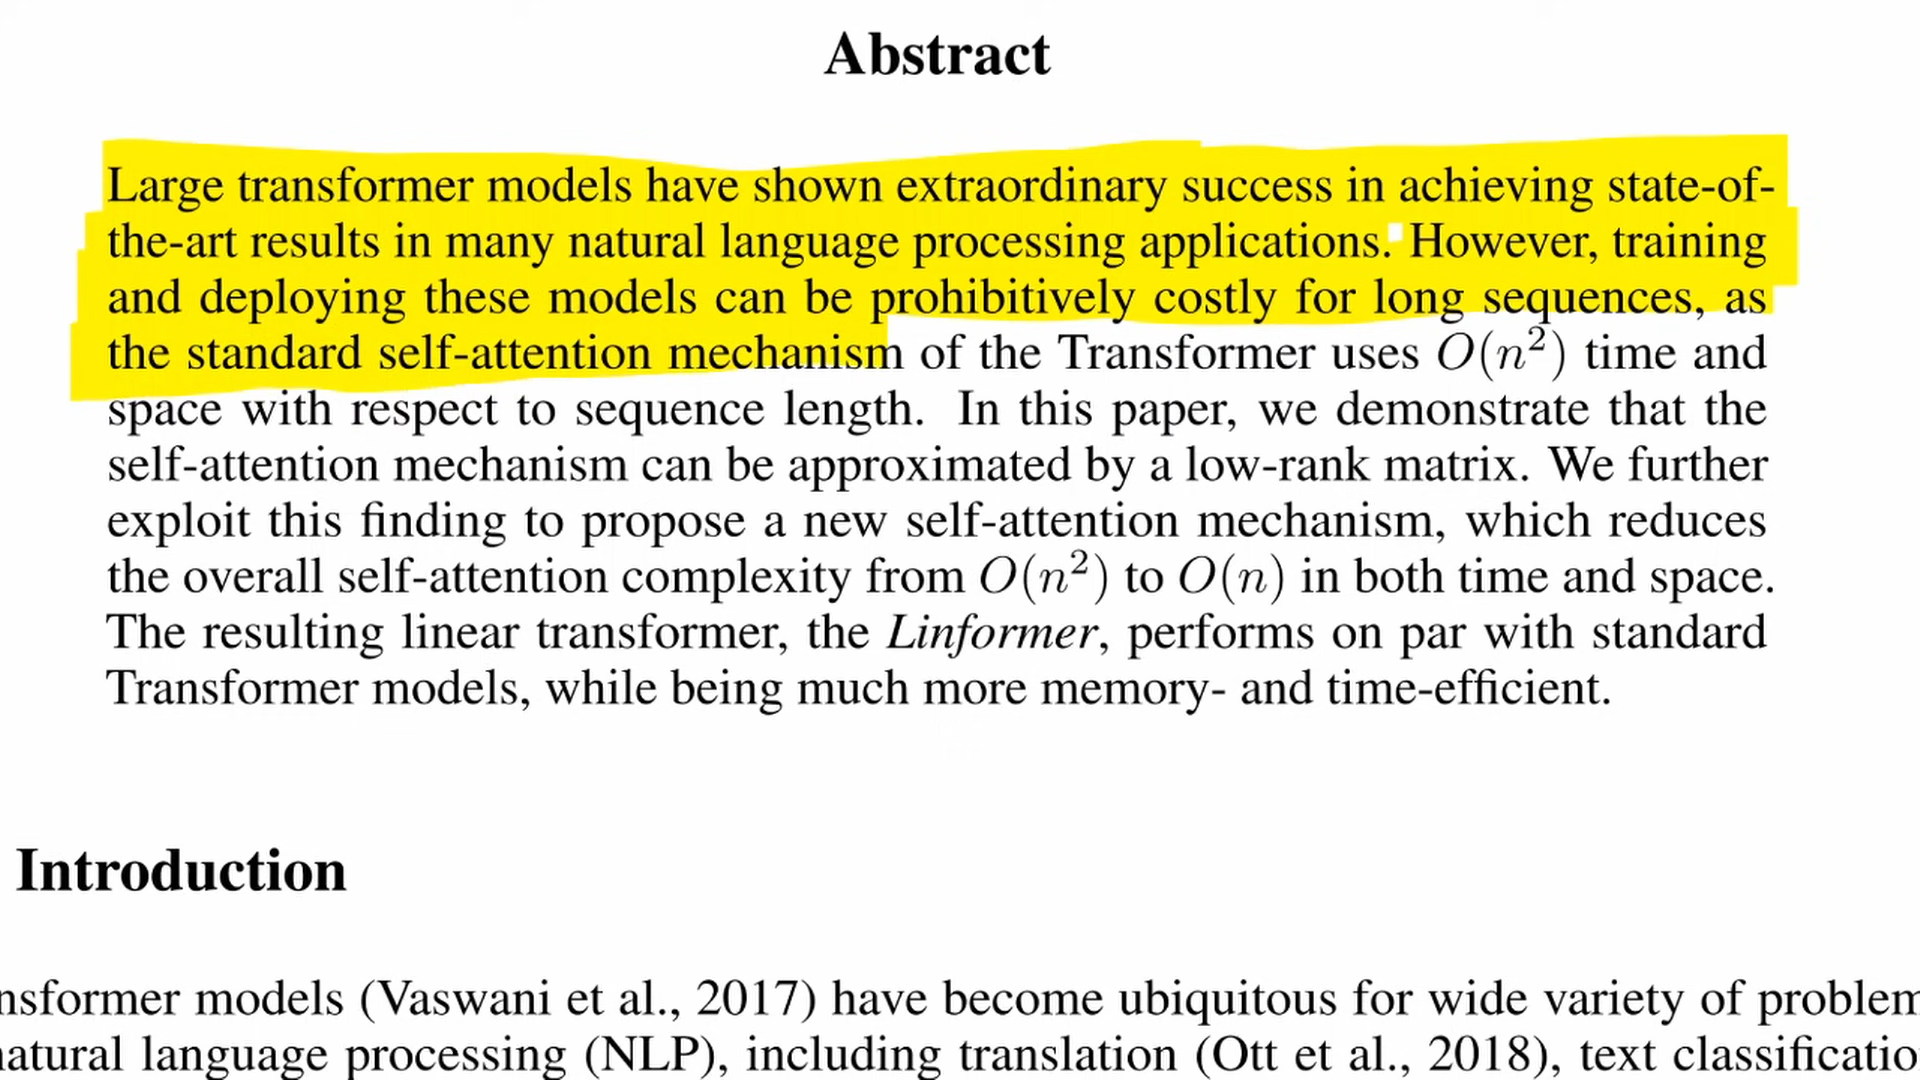 Abstract
Large transformer models have shown extraordinary success in achieving state-of-
the-art results in many natural language processing applications. However, training
and deploying these models can be prohibitively costly for long sequences, as
the standard self-attention mechanism of the Transformer uses O(n²) time and
space with respect to sequence length. In this paper, we demonstrate that the
self-attention mechanism can be approximated by a low-rank matrix. We further
exploit this finding to propose a new self-attention mechanism, which reduces
the overall self-attention complexity from O(n²) to O(n) in both time and space.
The resulting linear transformer, the Linformer, performs on par with standard
Transformer models, while being much more memory- and time-efficient.
Introduction
nsformer models (Vaswani et al., 2017) have become ubiquitous for wide variety of problem
natural language processing (NLP), including translation (Ott et al., 2018), text classificatio